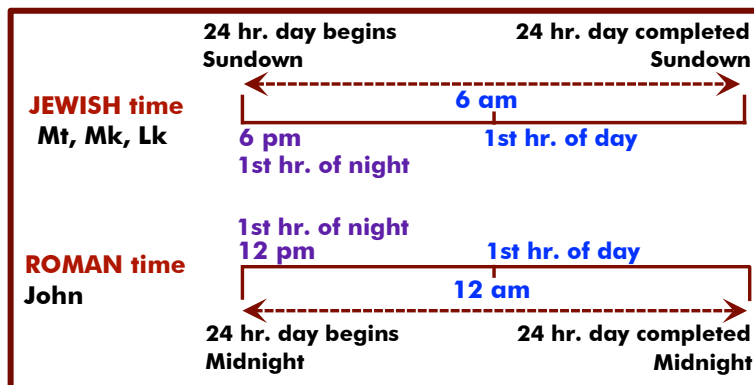 24 hr. day begins 24 hr. day completed
Sundown Sundown
6 am
JEWISH time
Mt, Mk, Lk
6 pm 1st hr. of day
1st hr. of night
1st hr. of night
12 pm 1st hr. of day
ROMAN time
John
12 am
24 hr. day begins 24 hr. day completed
Midnight Midnight